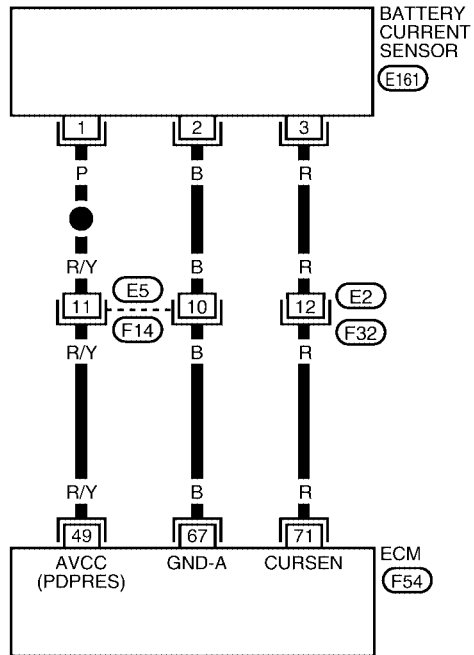 BATTERY
CURRENT
SENSOR
E161
1 2 3
P B R
R/Y B R
11 E5 10 12 E2
F14 F32
R/Y B R
R/Y B R
49 67 71
AVCC GND-A CURSEN ECM
(PDPRES) F54